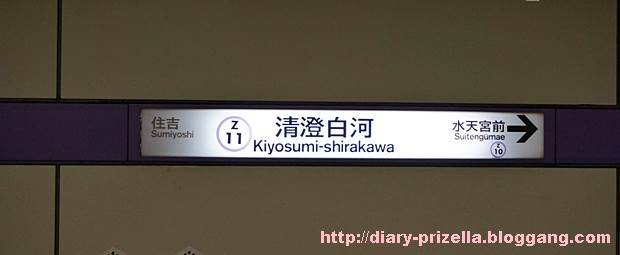 住吉
Sumiyoshi
Z
11
清澄白河
Kiyosumi-shirakawa
水天宮前
Suitengūmae
Z
10
http://diary-prizella.bloggang.com